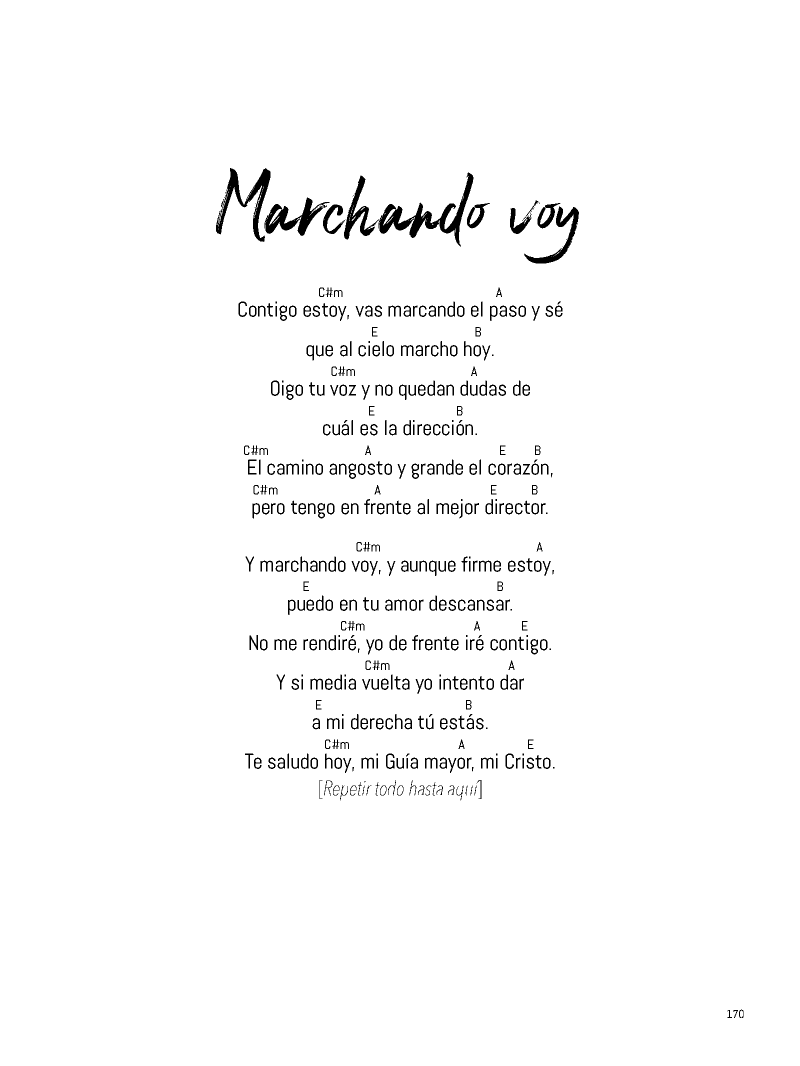 Marchando voy
C#m A
Contigo estoy, vas marcando el paso y sé
E B
que al cielo marcho hoy.
C#m A
Oigo tu voz y no quedan dudas de
E B
cuál es la dirección.
C#m A E B
El camino angosto y grande el corazón,
C#m A E B
pero tengo en frente al mejor director.
C#m A
Y marchando voy, y aunque firme estoy,
E B
puedo en tu amor descansar.
C#m A E
No me rendiré, yo de frente iré contigo.
C#m A
Y si media vuelta yo intento dar
E B
a mi derecha tú estás.
C#m A E
Te saludo hoy, mi Guía mayor, mi Cristo.
[Repetir todo hasta aquí]
170